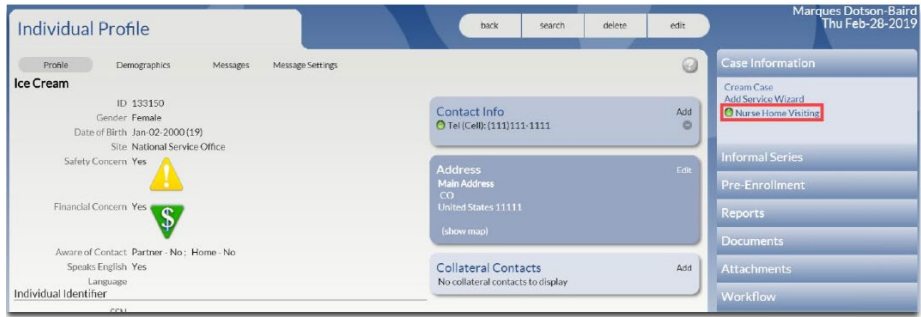 Individual Profile
back search delete edit
Marques Dotson-Baird
Thu Feb-28-2019
Profile Demographics Messages Message Settings
Ice Cream
ID 133150
Gender Female
Date of Birth Jan-02-2000 (19)
Site National Service Office
Safety Concern Yes
Financial Concern Yes
$
Aware of Contact Partner - No ; Home - No
Speaks English Yes
Language
Individual Identifier
SSN
Contact Info Add
Tel (Cell): (111)111-1111
Address Edit
Main Address
CO
United States 11111
(show map)
Collateral Contacts Add
No collateral contacts to display
Case Information
Cream Case
Add Service Wizard
Nurse Home Visiting
Informal Series
Pre-Enrollment
Reports
Documents
Attachments
Workflow